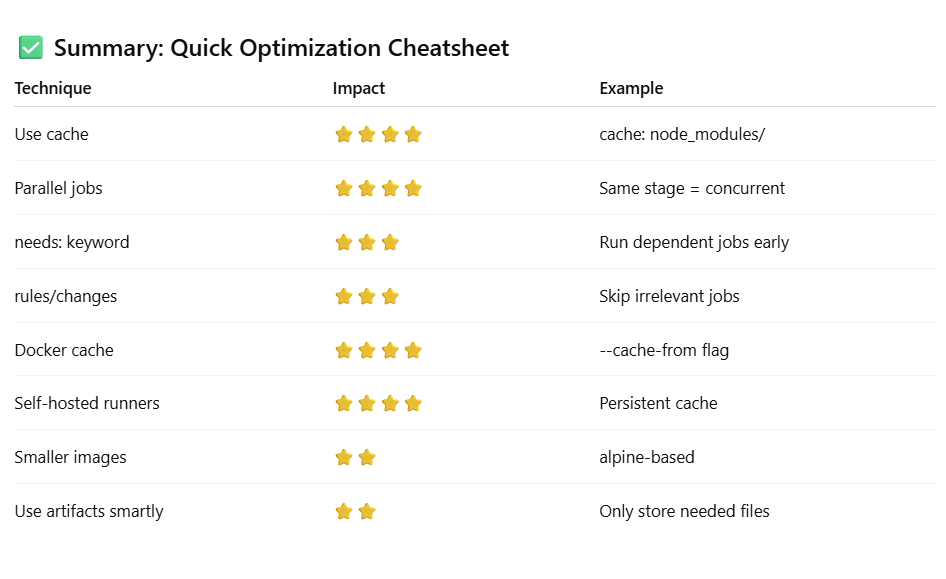 ✅ Summary: Quick Optimization Cheatsheet
Technique Impact Example
Use cache ⭐⭐⭐⭐ cache: node_modules/
Parallel jobs ⭐⭐⭐⭐ Same stage = concurrent
needs: keyword ⭐⭐⭐ Run dependent jobs early
rules/changes ⭐⭐⭐ Skip irrelevant jobs
Docker cache ⭐⭐⭐⭐ --cache-from flag
Self-hosted runners ⭐⭐⭐⭐ Persistent cache
Smaller images ⭐⭐ alpine-based
Use artifacts smartly ⭐⭐ Only store needed files